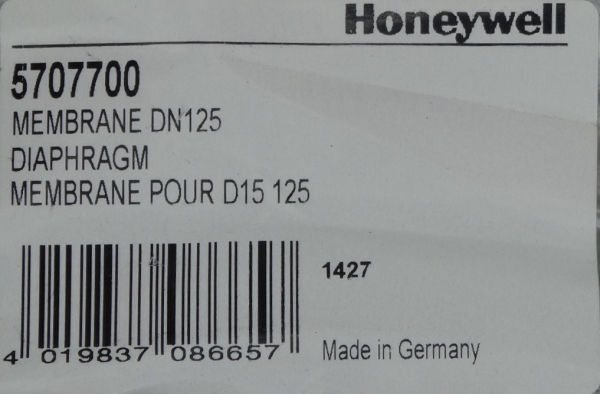 Honeywell
5707700
MEMBRANE DN125
DIAPHRAGM
MEMBRANE POUR D15 125
1427
4 019837 086657
Made in Germany